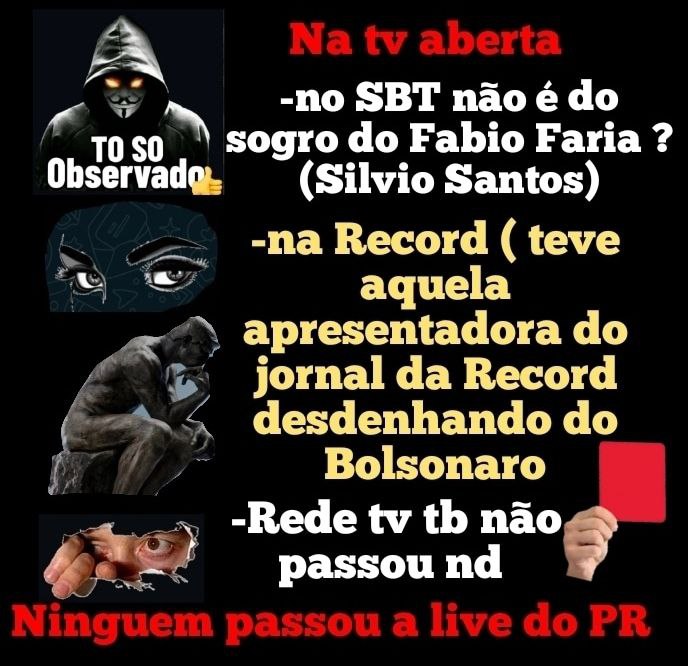 Na tv aberta
TO SO
Observado
-no SBT não é do
sogro do Fabio Faria ?
(Silvio Santos)
-na Record ( teve
aquela
apresentadora do
jornal da Record
desdenhando do
Bolsonaro
-Rede tv tb não
passou nd
Ninguem passou a live do PR